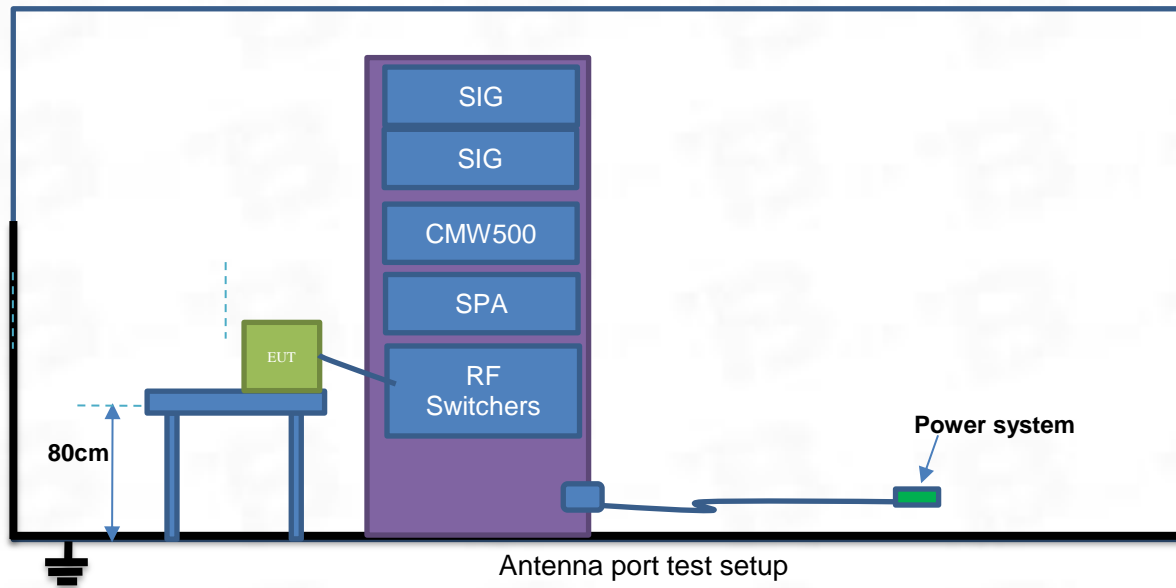 SIG
SIG
CMW500
SPA
EUT
RF
Switchers
Power system
80cm
Antenna port test setup